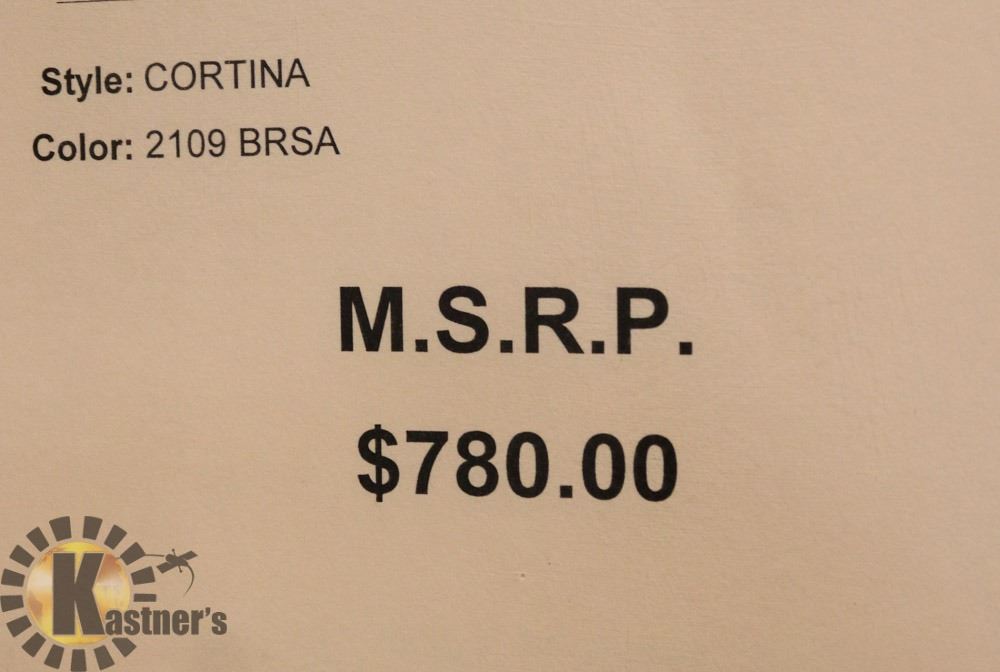 Style: CORTINA
Color: 2109 BRSA
M.S.R.P.
$780.00
Kastner's